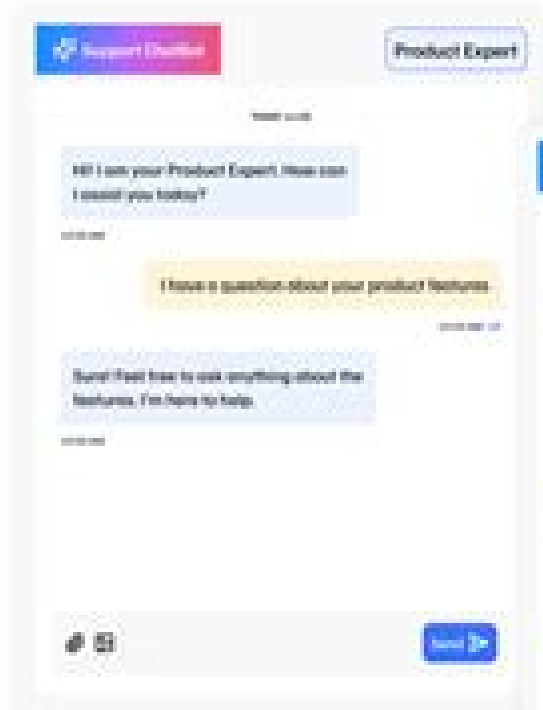 Support ChatBot
Product Expert
Hi! I am your Product Expert. How can
I assist you today?
I have a question about your product features.
Sure! Feel free to ask anything about the
features, I'm here to help.
Send